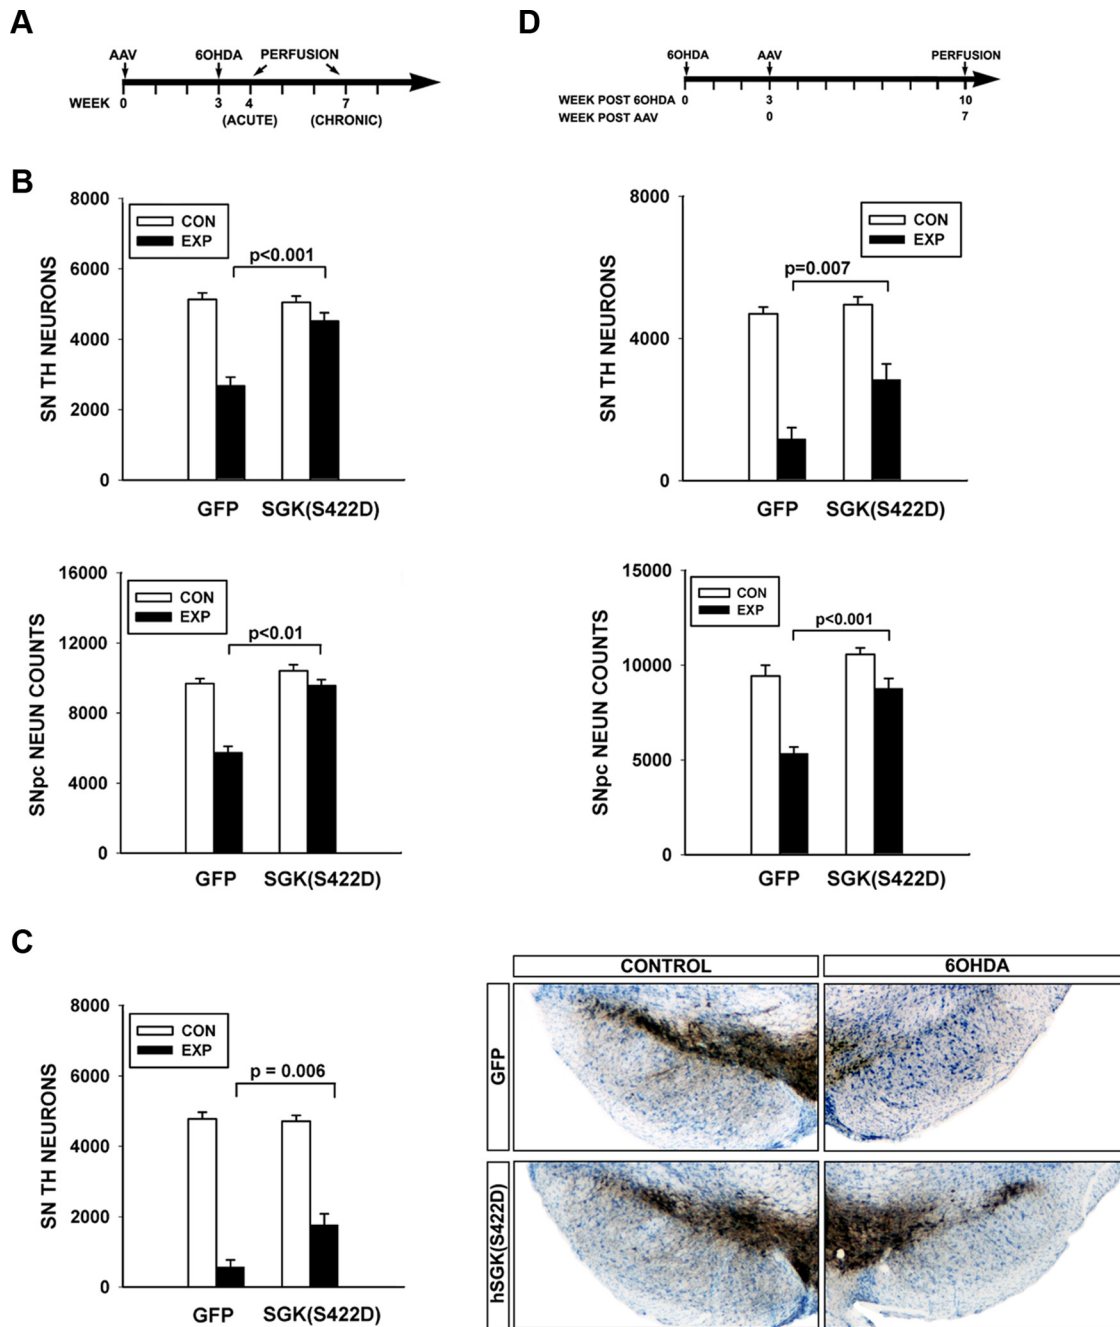 A
AAV 6OHDA PERFUSION
WEEK 0 3 4 7
(ACUTE) (CHRONIC)
D
6OHDA AAV PERFUSION
WEEK POST 6OHDA 0 3 10
WEEK POST AAV 0 7
B
SN TH NEURONS
8000
6000
4000
2000
0
CON
EXP
p<0.001
GFP SGK(S422D)
SN TH NEURONS
8000
4000
0
CON
EXP
p=0.007
GFP SGK(S422D)
SNpc NEUN COUNTS
16000
12000
8000
4000
0
CON
EXP
p<0.01
GFP SGK(S422D)
SNpc NEUN COUNTS
15000
10000
5000
0
CON
EXP
p<0.001
GFP SGK(S422D)
C
SN TH NEURONS
8000
6000
4000
2000
0
CON
EXP
p = 0.006
GFP SGK(S422D)
CONTROL 6OHDA
GFP
hSGK(S422D)